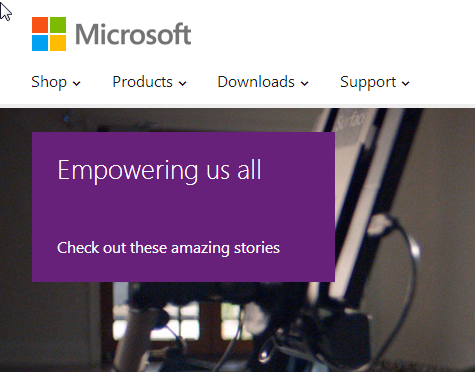 Microsoft
Shop Products Downloads Support
Empowering us all
Check out these amazing stories